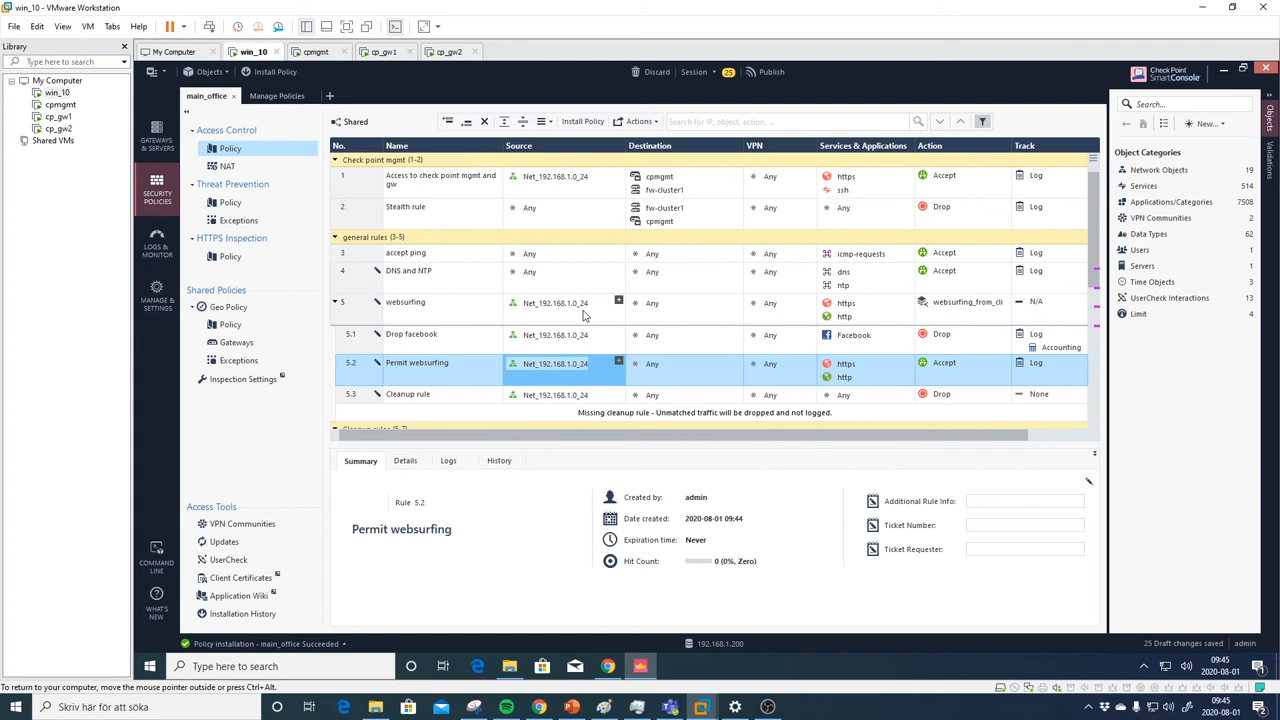 win_10 - VMware Workstation
File Edit View VM Tabs Help
Library
Type here to search
My Computer
win_10
cpmgmt
cp_gw1
cp_gw2
Shared VMs
My Computer win_10 cpmgmt cp_gw1 cp_gw2
Objects Install Policy Discard Session 25 Publish
Check Point
SmartConsole
main_office Manage Policies
GATEWAYS & SERVERS
SECURITY POLICIES
LOGS & MONITOR
MANAGE & SETTINGS
COMMAND LINE
WHAT'S NEW
Access Control
Policy
NAT
Threat Prevention
Policy
Exceptions
HTTPS Inspection
Policy
Shared Policies
Geo Policy
Policy
Gateways
Exceptions
Inspection Settings
Access Tools
VPN Communities
Updates
UserCheck
Client Certificates
Application Wiki
Installation History
Shared Install Policy Actions Search for IP, object, action, ...
No. Name Source Destination VPN Services & Applications Action Track
Check point mgmt (1-2)
1 Access to check point mgmt and gw Net_192.168.1.0_24 cpmgmt fw-cluster1 Any https ssh Accept Log
2 Stealth rule Any fw-cluster1 cpmgmt Any Any Drop Log
general rules (3-5)
3 accept ping Any Any Any icmp-requests Accept Log
4 DNS and NTP Any Any Any dns ntp Accept Log
5 websurfing Net_192.168.1.0_24 Any Any https http websurfing_from_cli N/A
5.1 Drop facebook Net_192.168.1.0_24 Any Any Facebook Drop Log Accounting
5.2 Permit websurfing Net_192.168.1.0_24 Any Any https http Accept Log
5.3 Cleanup rule Net_192.168.1.0_24 Any Any Any Drop None
Missing cleanup rule - Unmatched traffic will be dropped and not logged.
Summary Details Logs History
Rule 5.2
Permit websurfing
Created by: admin
Date created: 2020-08-01 09:44
Expiration time: Never
Hit Count: 0 (0%, Zero)
Additional Rule Info:
Ticket Number:
Ticket Requester:
Search...
New...
Object Categories
Network Objects 19
Services 514
Applications/Categories 7508
VPN Communities 2
Data Types 62
Users 1
Servers 1
Time Objects 3
UserCheck Interactions 13
Limit 4
Objects
Validations
Policy installation - main_office Succeeded 192.168.1.200 25 Draft changes saved admin
Type here to search
09:45
2020-08-01
To return to your computer, move the mouse pointer outside or press Ctrl+Alt.
Skriv här för att söka
09:45
2020-08-01